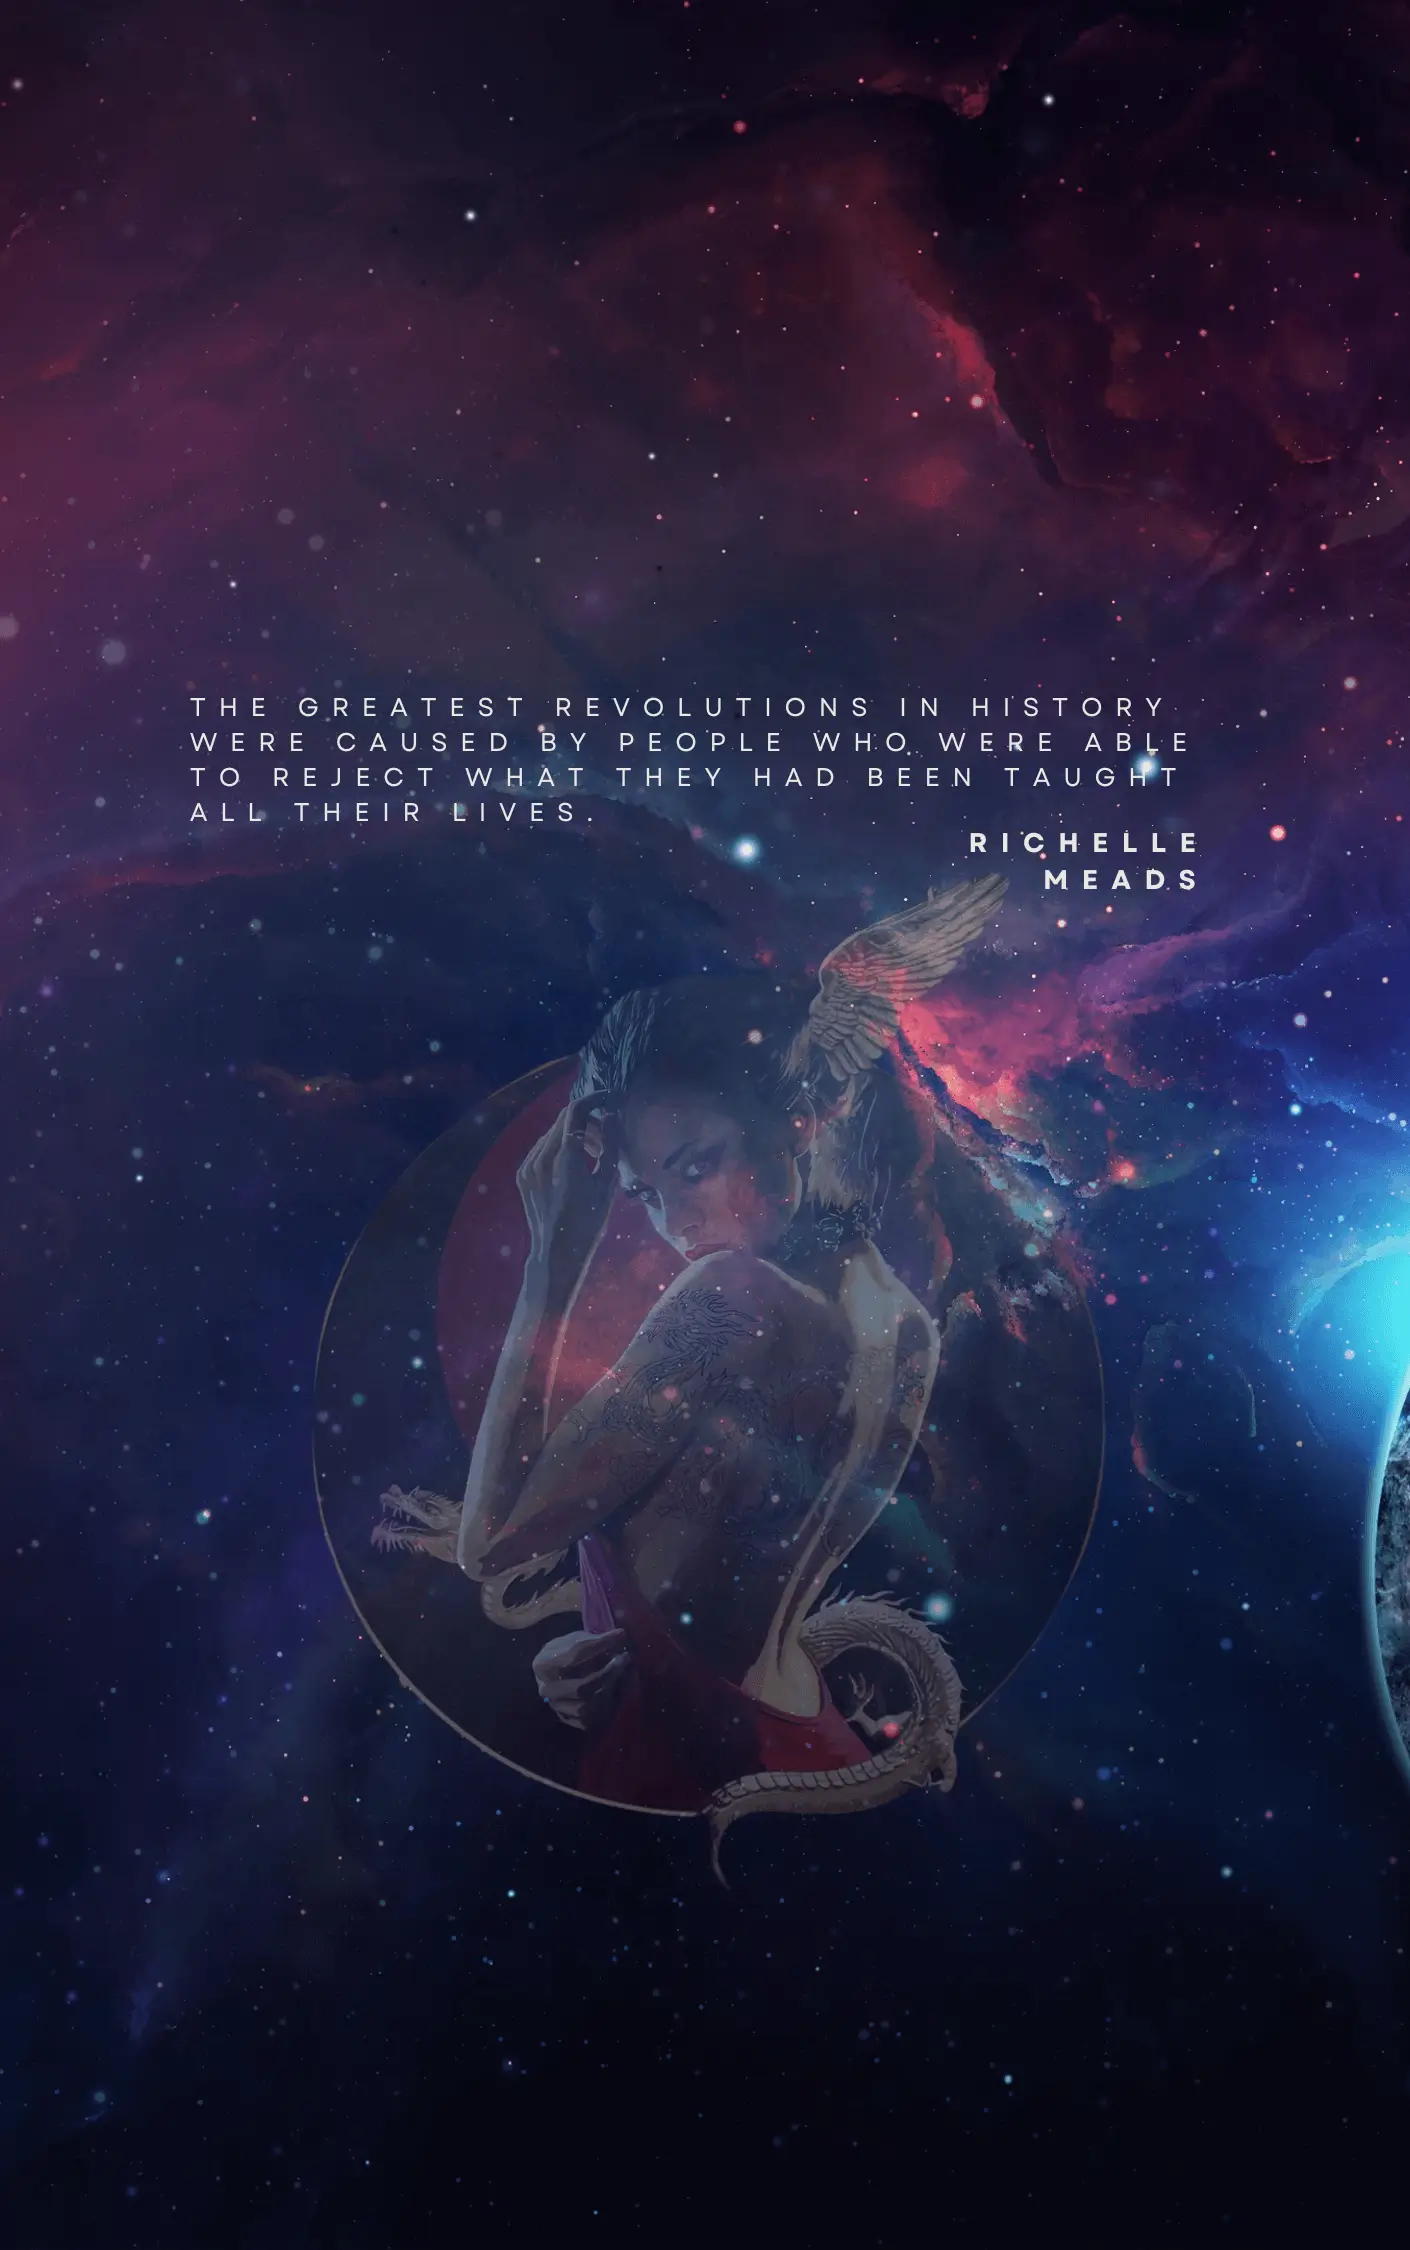 THE GREATEST REVOLUTIONS IN HISTORY
WERE CAUSED BY PEOPLE WHO WERE ABLE
TO REJECT WHAT THEY HAD BEEN TAUGHT
ALL THEIR LIVES.
RICHELLE
MEADS